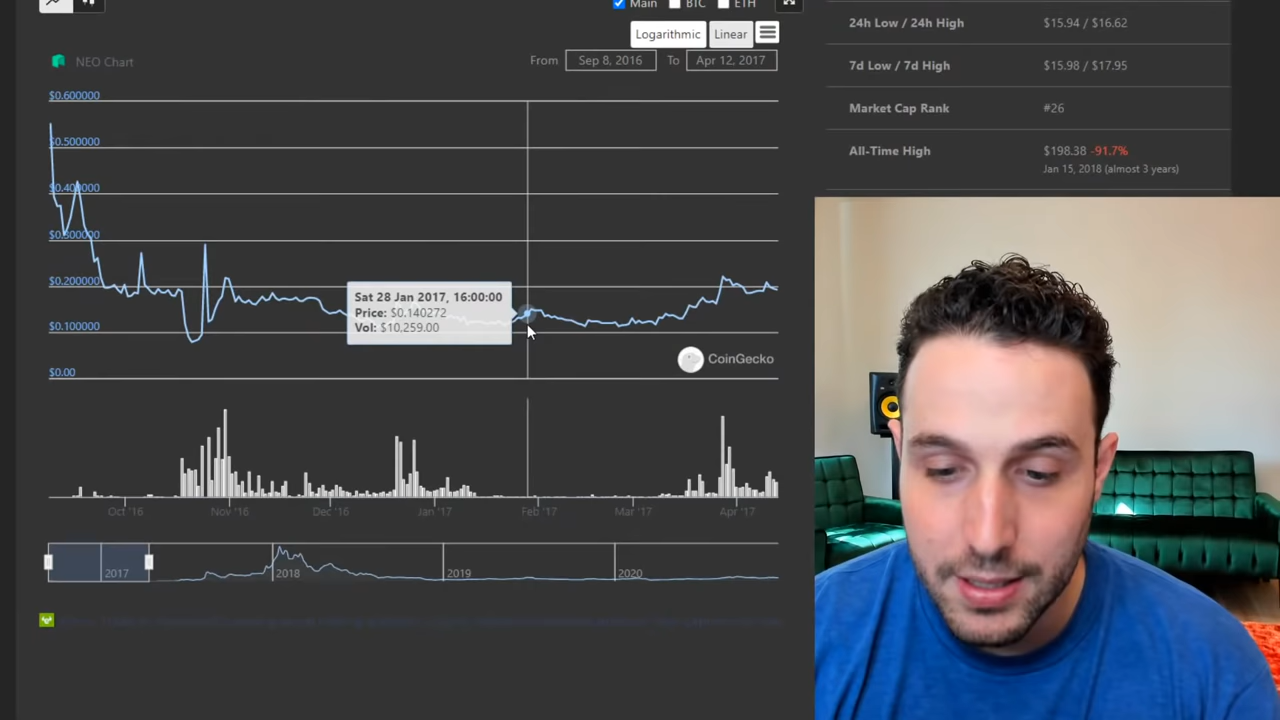 Main BTC ETH
Logarithmic Linear
NEO Chart
From Sep 8, 2016 To Apr 12, 2017
$0.600000
$0.500000
$0.400000
$0.300000
$0.200000
$0.100000
$0.00
Sat 28 Jan 2017, 16:00:00
Price: $0.140272
Vol: $10,259.00
CoinGecko
Oct '16 Nov '16 Dec '16 Jan '17 Feb '17 Mar '17 Apr '17
2017 2018 2019 2020
24h Low / 24h High $15.94 / $16.62
7d Low / 7d High $15.98 / $17.95
Market Cap Rank #26
All-Time High $198.38 -91.7%
Jan 15, 2018 (almost 3 years)